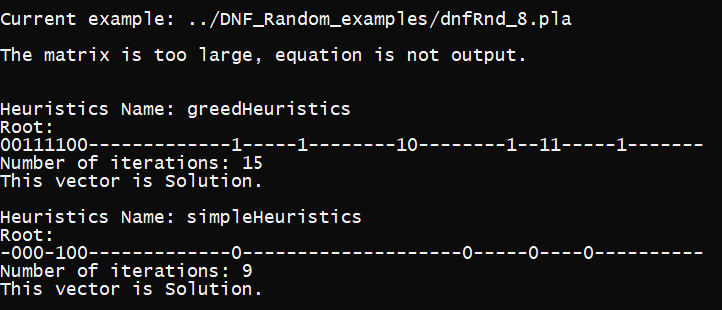 Current example: ../DNF_Random_examples/dnfRnd_8.pla
The matrix is too large, equation is not output.
Heuristics Name: greedHeuristics
Root:
00111100-------------1-----1--------10--------1--11-----1-------
Number of iterations: 15
This vector is Solution.
Heuristics Name: simpleHeuristics
Root:
-000-100-------------0--------------------0-----0----0----------
Number of iterations: 9
This vector is Solution.